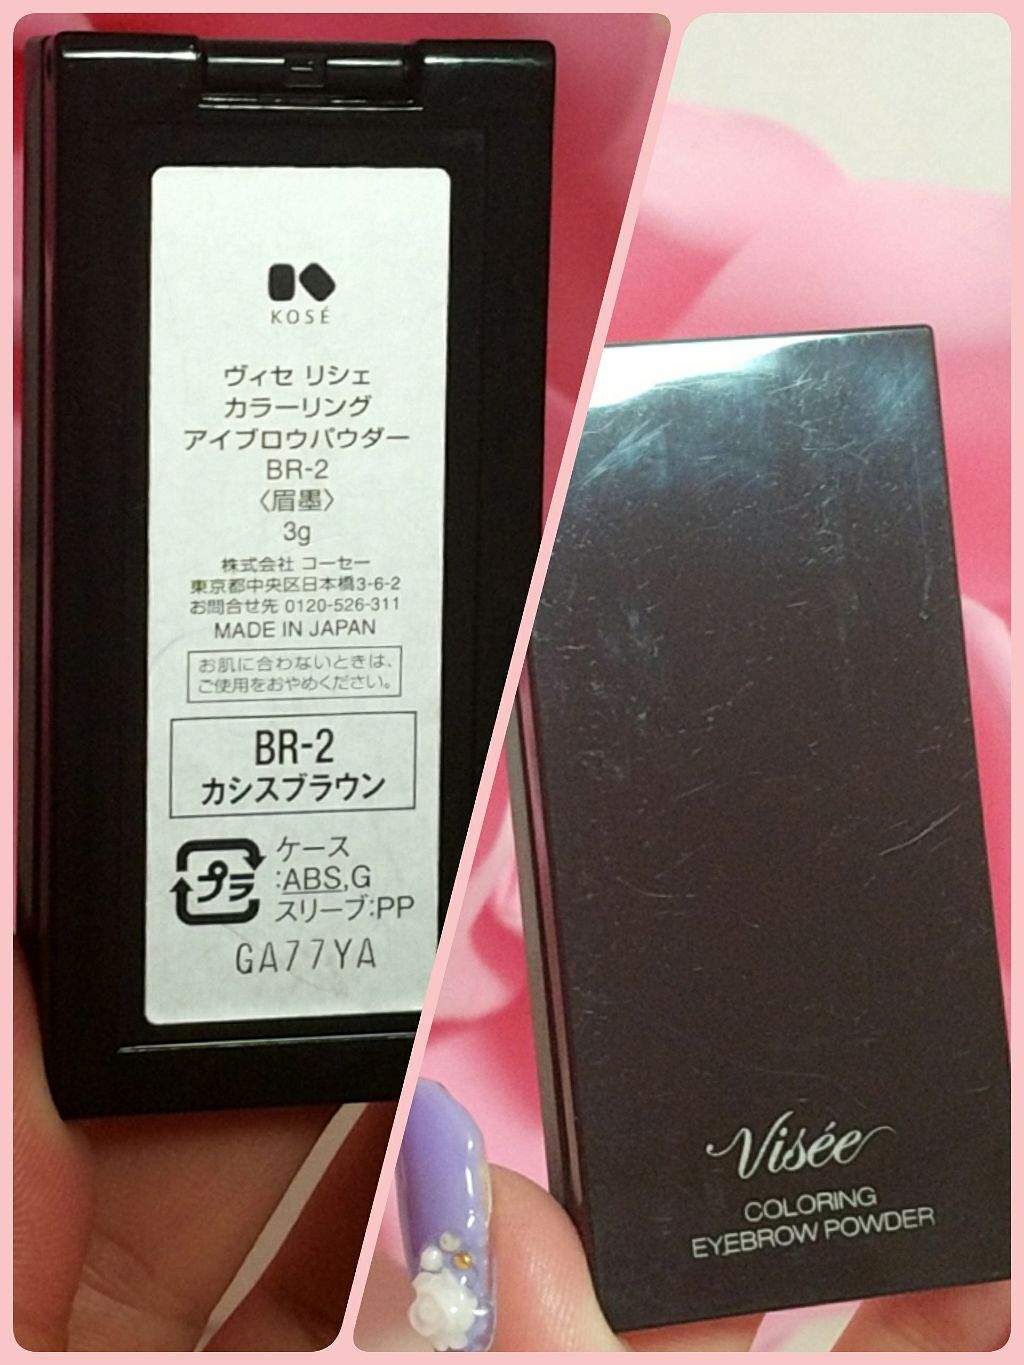 KOSÉ
ヴィセ リシェ
カラーリング
アイブロウパウダー
BR-2
〈眉墨〉
3g
株式会社 コーセー
東京都中央区日本橋3-6-2
お問合せ先 0120-526-311
MADE IN JAPAN
お肌に合わないときは、
ご使用をおやめください。
BR-2
カシスブラウン
プラ
ケース
:ABS,G
スリーブ:PP
GA77YA
Visée
COLORING
EYEBROW POWDER